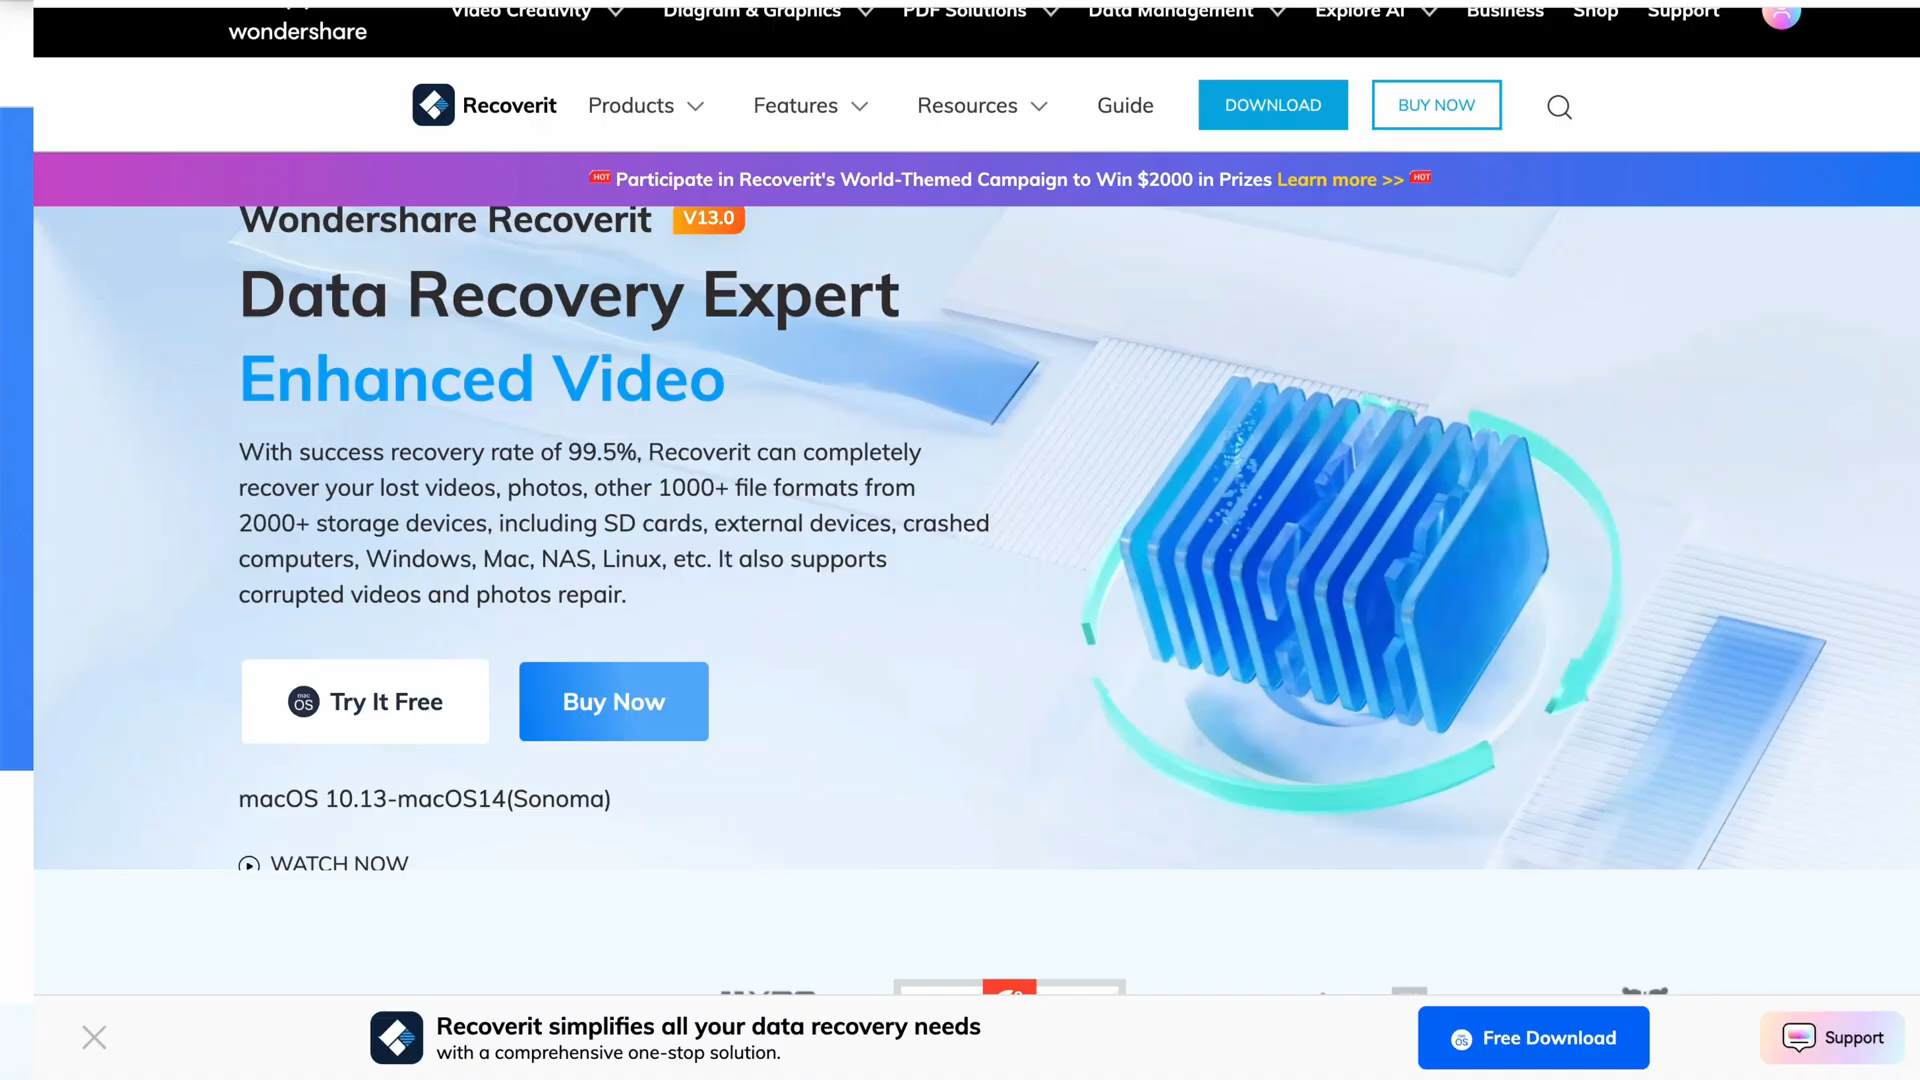 Video Creativity Diagram & Graphics PDF Solutions Data Management Explore AI Business Shop Support
wondershare
Recoverit Products Features Resources Guide DOWNLOAD BUY NOW
HOT Participate in Recoverit's World-Themed Campaign to Win $2000 in Prizes Learn more >> HOT
Wondershare Recoverit V13.0
Data Recovery Expert
Enhanced Video
With success recovery rate of 99.5%, Recoverit can completely
recover your lost videos, photos, other 1000+ file formats from
2000+ storage devices, including SD cards, external devices, crashed
computers, Windows, Mac, NAS, Linux, etc. It also supports
corrupted videos and photos repair.
macOS Try It Free Buy Now
macOS 10.13-macOS14(Sonoma)
WATCH NOW
Recoverit simplifies all your data recovery needs
with a comprehensive one-stop solution.
macOS Free Download
Support